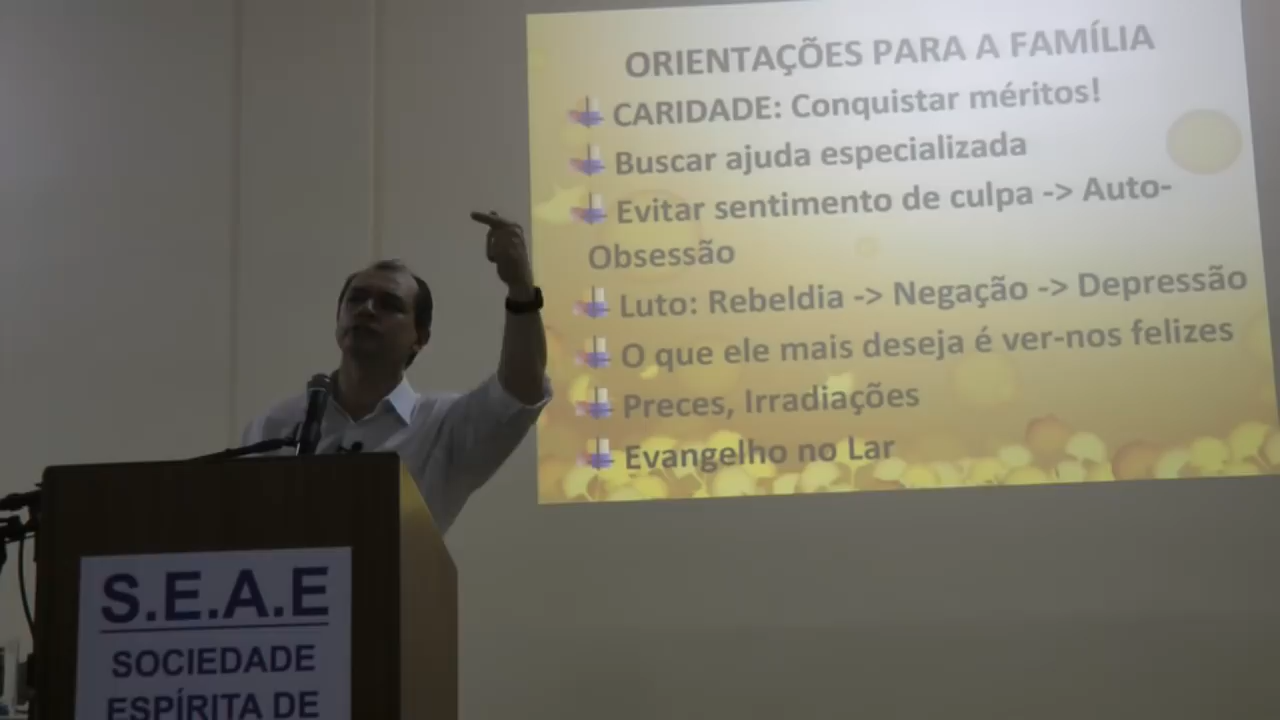 ORIENTAÇÕES PARA A FAMÍLIA
CARIDADE: Conquistar méritos!
Buscar ajuda especializada
Evitar sentimento de culpa -> Auto-
Obsessão
Luto: Rebeldia -> Negação -> Depressão
O que ele mais deseja é ver-nos felizes
Preces, Irradiações
Evangelho no Lar
S.E.A.E
SOCIEDADE
ESPÍRITA DE